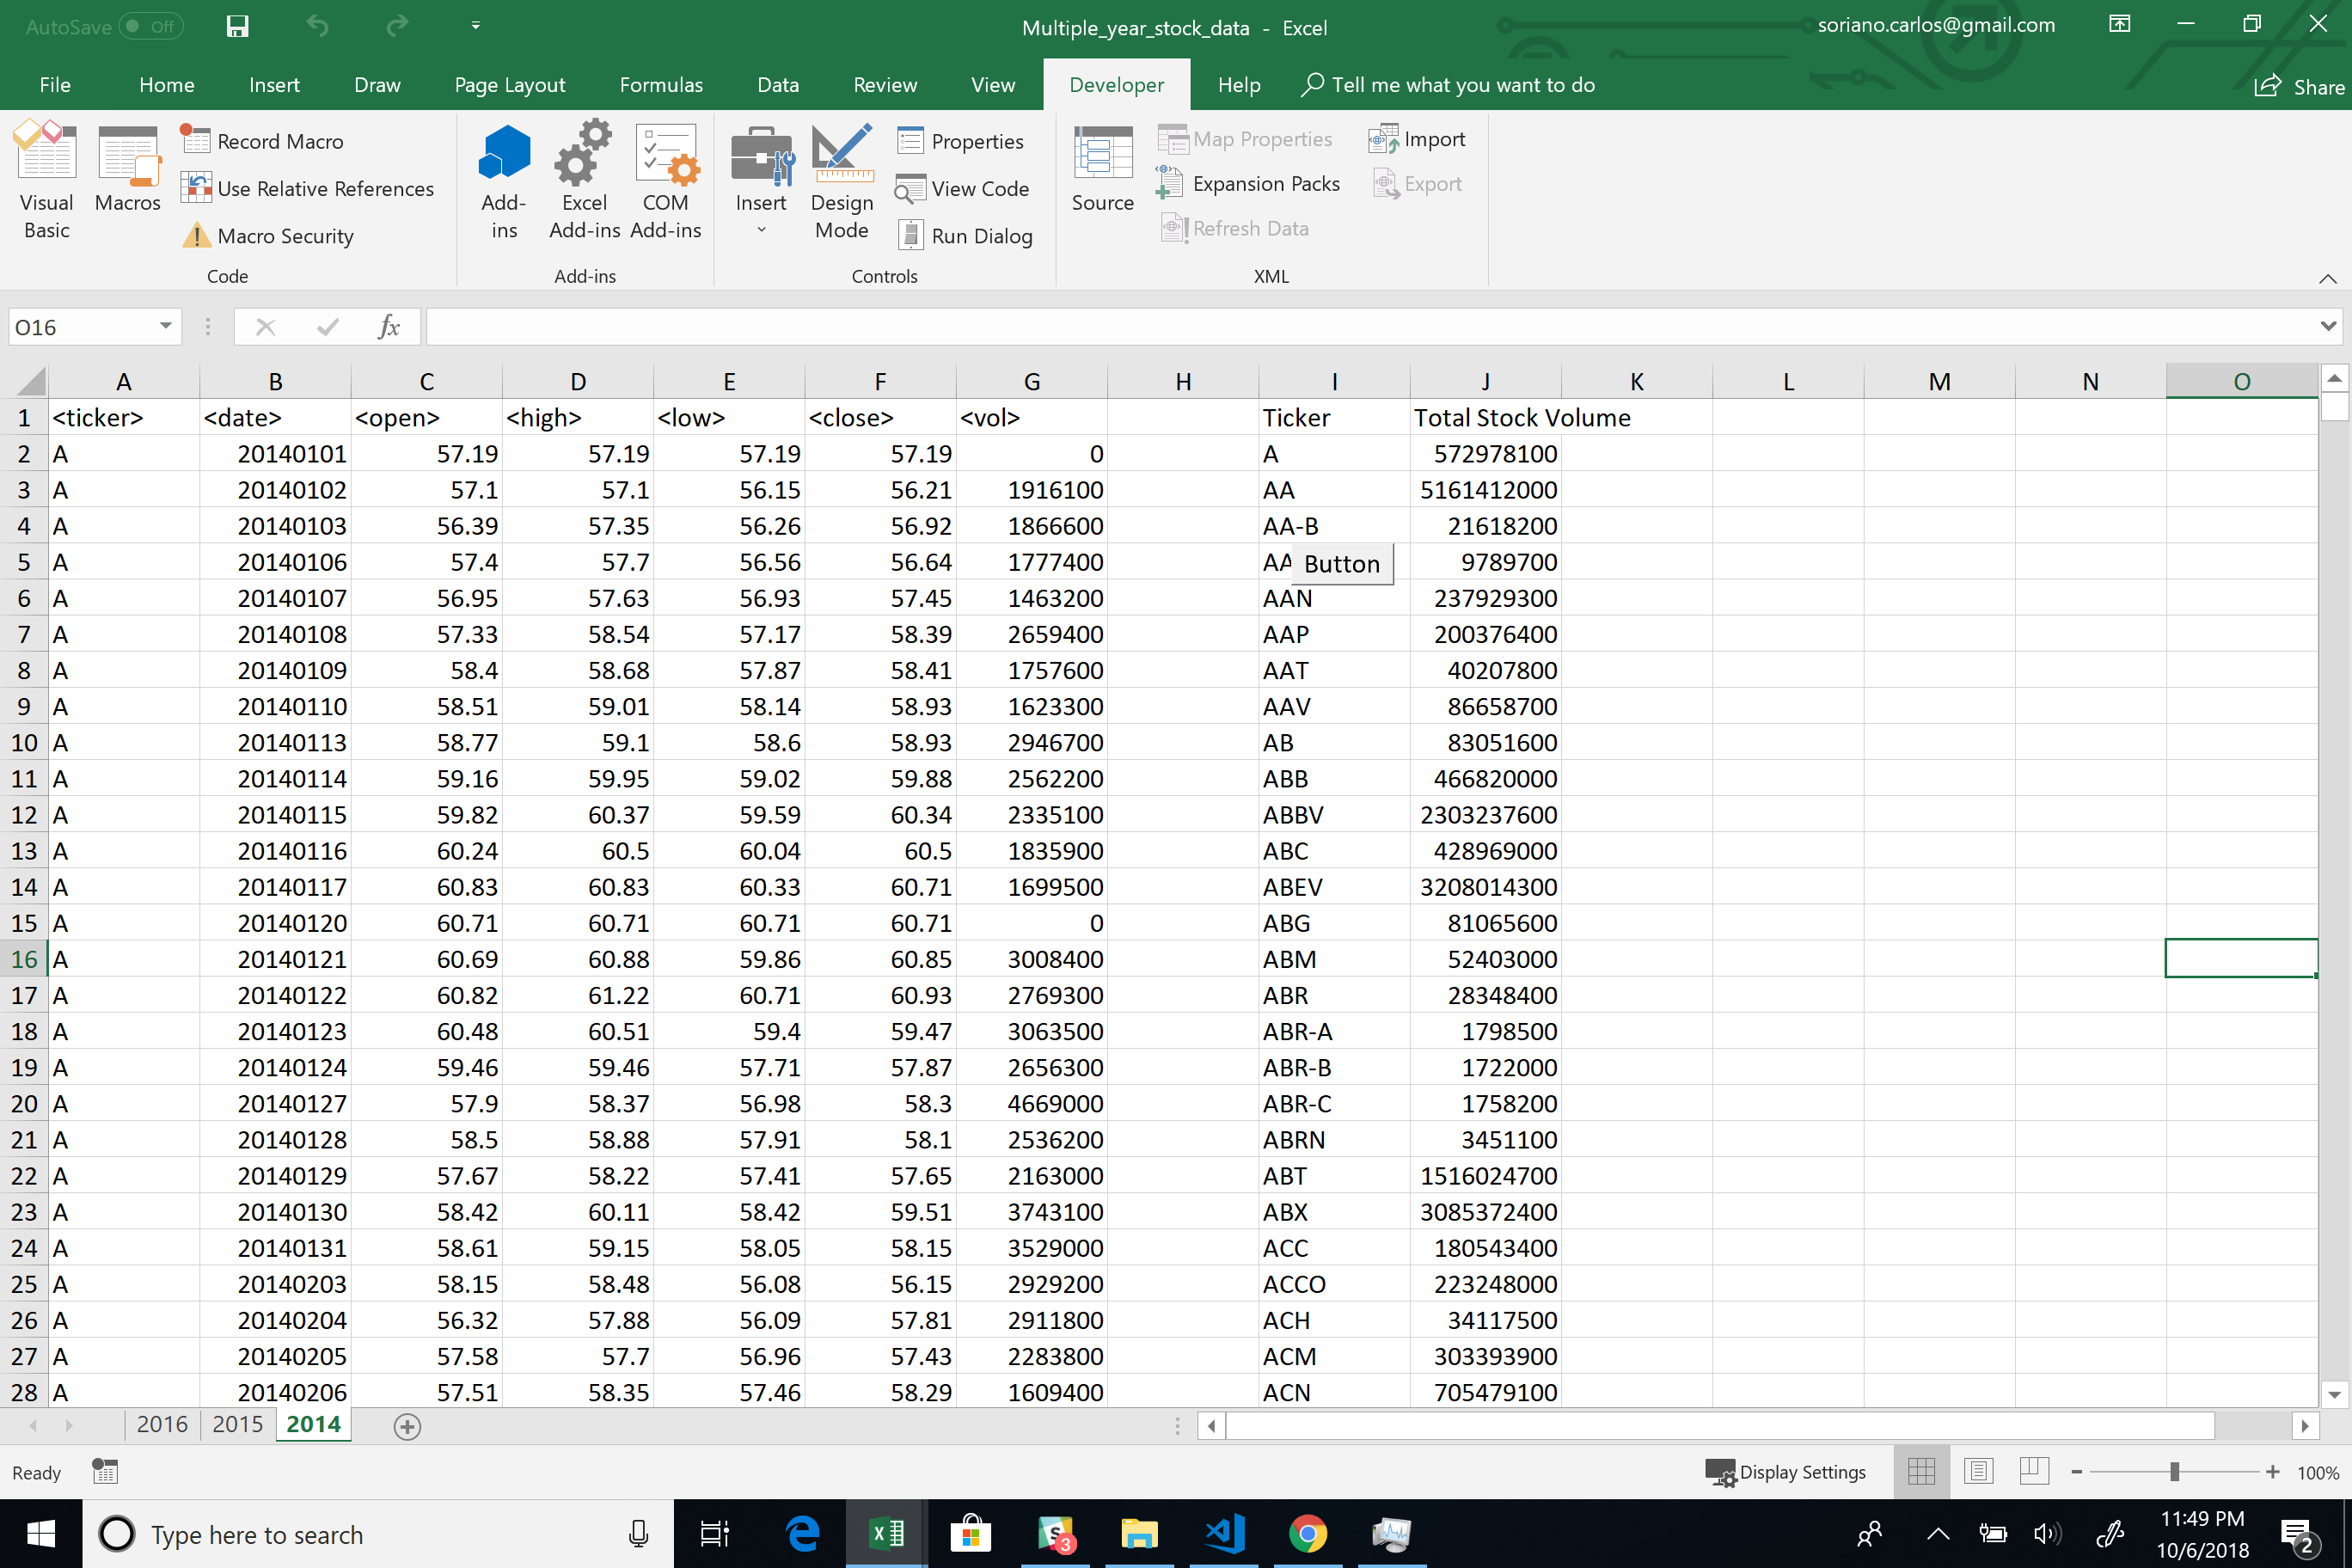 AutoSave Off
Multiple_year_stock_data - Excel
soriano.carlos@gmail.com
File Home Insert Draw Page Layout Formulas Data Review View Developer Help Tell me what you want to do Share
Visual Basic
Macros
Record Macro
Use Relative References
Macro Security
Code
Add-ins
Excel Add-ins
COM Add-ins
Add-ins
Insert
Design Mode
Properties
View Code
Run Dialog
Controls
Source
Map Properties
Expansion Packs
Refresh Data
Import
Export
XML
O16 fx
A B C D E F G H I J K L M N O
1 <ticker> <date> <open> <high> <low> <close> <vol> Ticker Total Stock Volume
2 A 20140101 57.19 57.19 57.19 57.19 0 A 572978100
3 A 20140102 57.1 57.1 56.15 56.21 1916100 AA 5161412000
4 A 20140103 56.39 57.35 56.26 56.92 1866600 AA-B 21618200
5 A 20140106 57.4 57.7 56.56 56.64 1777400 AA Button 9789700
6 A 20140107 56.95 57.63 56.93 57.45 1463200 AAN 237929300
7 A 20140108 57.33 58.54 57.17 58.39 2659400 AAP 200376400
8 A 20140109 58.4 58.68 57.87 58.41 1757600 AAT 40207800
9 A 20140110 58.51 59.01 58.14 58.93 1623300 AAV 86658700
10 A 20140113 58.77 59.1 58.6 58.93 2946700 AB 83051600
11 A 20140114 59.16 59.95 59.02 59.88 2562200 ABB 466820000
12 A 20140115 59.82 60.37 59.59 60.34 2335100 ABBV 2303237600
13 A 20140116 60.24 60.5 60.04 60.5 1835900 ABC 428969000
14 A 20140117 60.83 60.83 60.33 60.71 1699500 ABEV 3208014300
15 A 20140120 60.71 60.71 60.71 60.71 0 ABG 81065600
16 A 20140121 60.69 60.88 59.86 60.85 3008400 ABM 52403000
17 A 20140122 60.82 61.22 60.71 60.93 2769300 ABR 28348400
18 A 20140123 60.48 60.51 59.4 59.47 3063500 ABR-A 1798500
19 A 20140124 59.46 59.46 57.71 57.87 2656300 ABR-B 1722000
20 A 20140127 57.9 58.37 56.98 58.3 4669000 ABR-C 1758200
21 A 20140128 58.5 58.88 57.91 58.1 2536200 ABRN 3451100
22 A 20140129 57.67 58.22 57.41 57.65 2163000 ABT 1516024700
23 A 20140130 58.42 60.11 58.42 59.51 3743100 ABX 3085372400
24 A 20140131 58.61 59.15 58.05 58.15 3529000 ACC 180543400
25 A 20140203 58.15 58.48 56.08 56.15 2929200 ACCO 223248000
26 A 20140204 56.32 57.88 56.09 57.81 2911800 ACH 34117500
27 A 20140205 57.58 57.7 56.96 57.43 2283800 ACM 303393900
28 A 20140206 57.51 58.35 57.46 58.29 1609400 ACN 705479100
2016 2015 2014
Ready Display Settings 100%
Type here to search
3
11:49 PM
10/6/2018
2